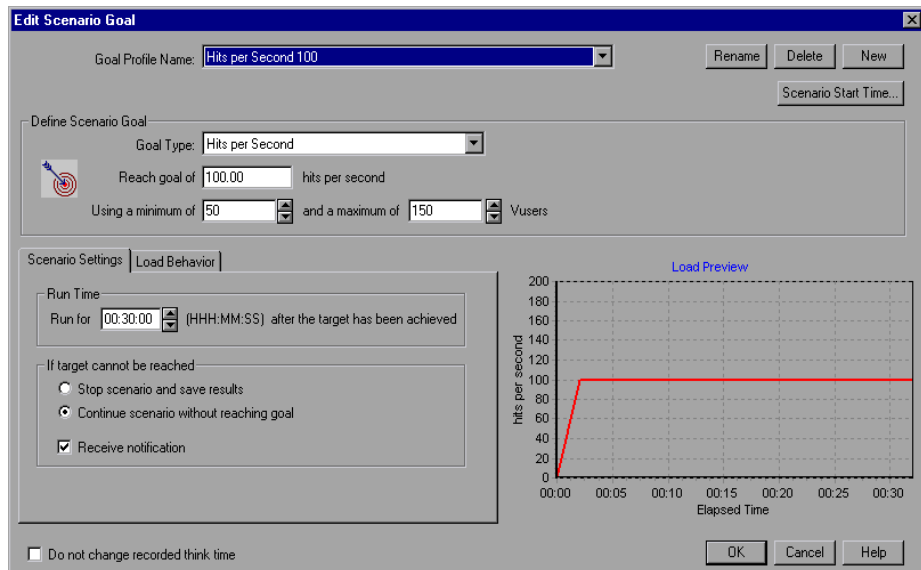 Edit Scenario Goal
Goal Profile Name: Hits per Second 100
Rename Delete New
Scenario Start Time...
Define Scenario Goal
Goal Type: Hits per Second
Reach goal of 100.00 hits per second
Using a minimum of 50 and a maximum of 150 Vusers
Scenario Settings Load Behavior
Run Time
Run for 00:30:00 (HHH:MM:SS) after the target has been achieved
If target cannot be reached
Stop scenario and save results
Continue scenario without reaching goal
Receive notification
Load Preview
hits per second
200
180
160
140
120
100
80
60
40
20
0
00:00 00:05 00:10 00:15 00:20 00:25 00:30
Elapsed Time
Do not change recorded think time
OK Cancel Help